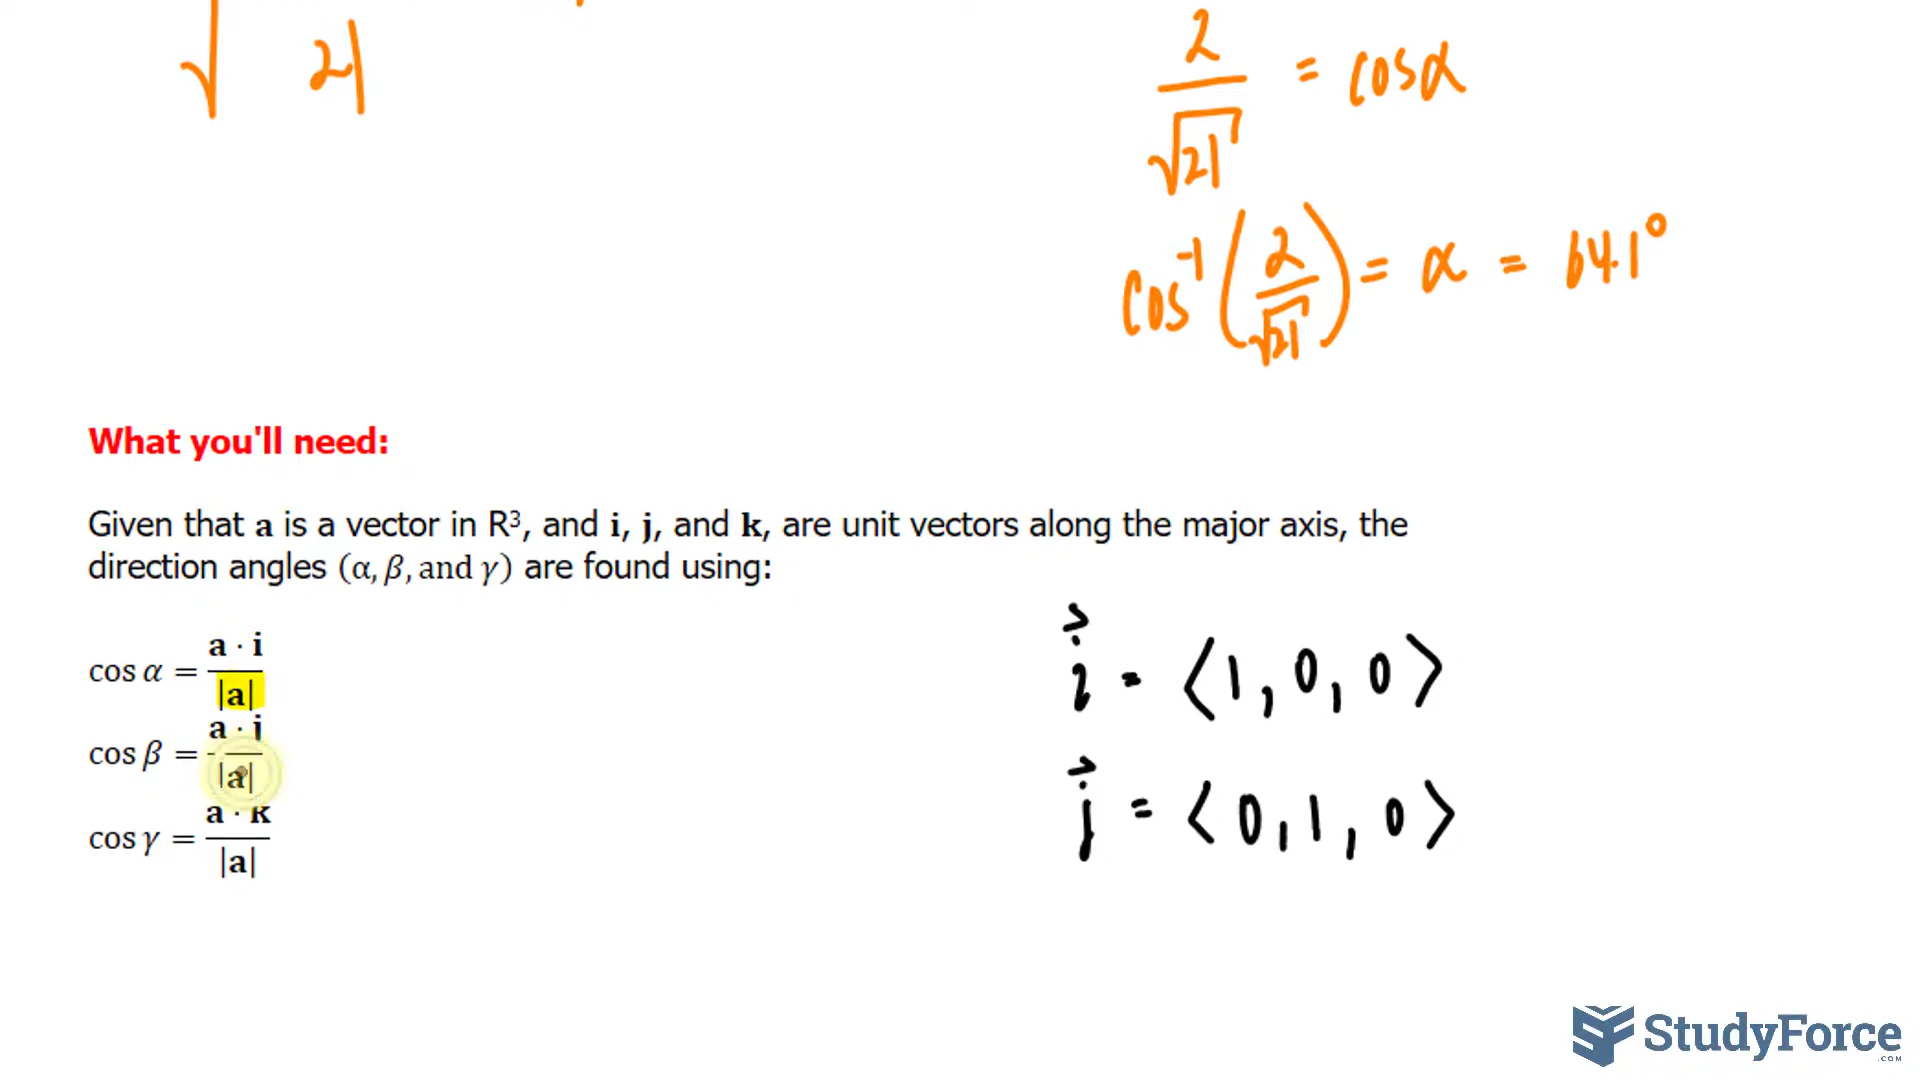 √21
2/√21 = cosα
cos⁻¹(2/√21) = α = 64.1°
What you'll need:
Given that a is a vector in R³, and i, j, and k, are unit vectors along the major axis, the
direction angles (α, β, and γ) are found using:
cos α = a · i / |a|
cos β = a · j / |a|
cos γ = a · k / |a|
i = ⟨1, 0, 0⟩
j = ⟨0, 1, 0⟩
StudyForce
.COM